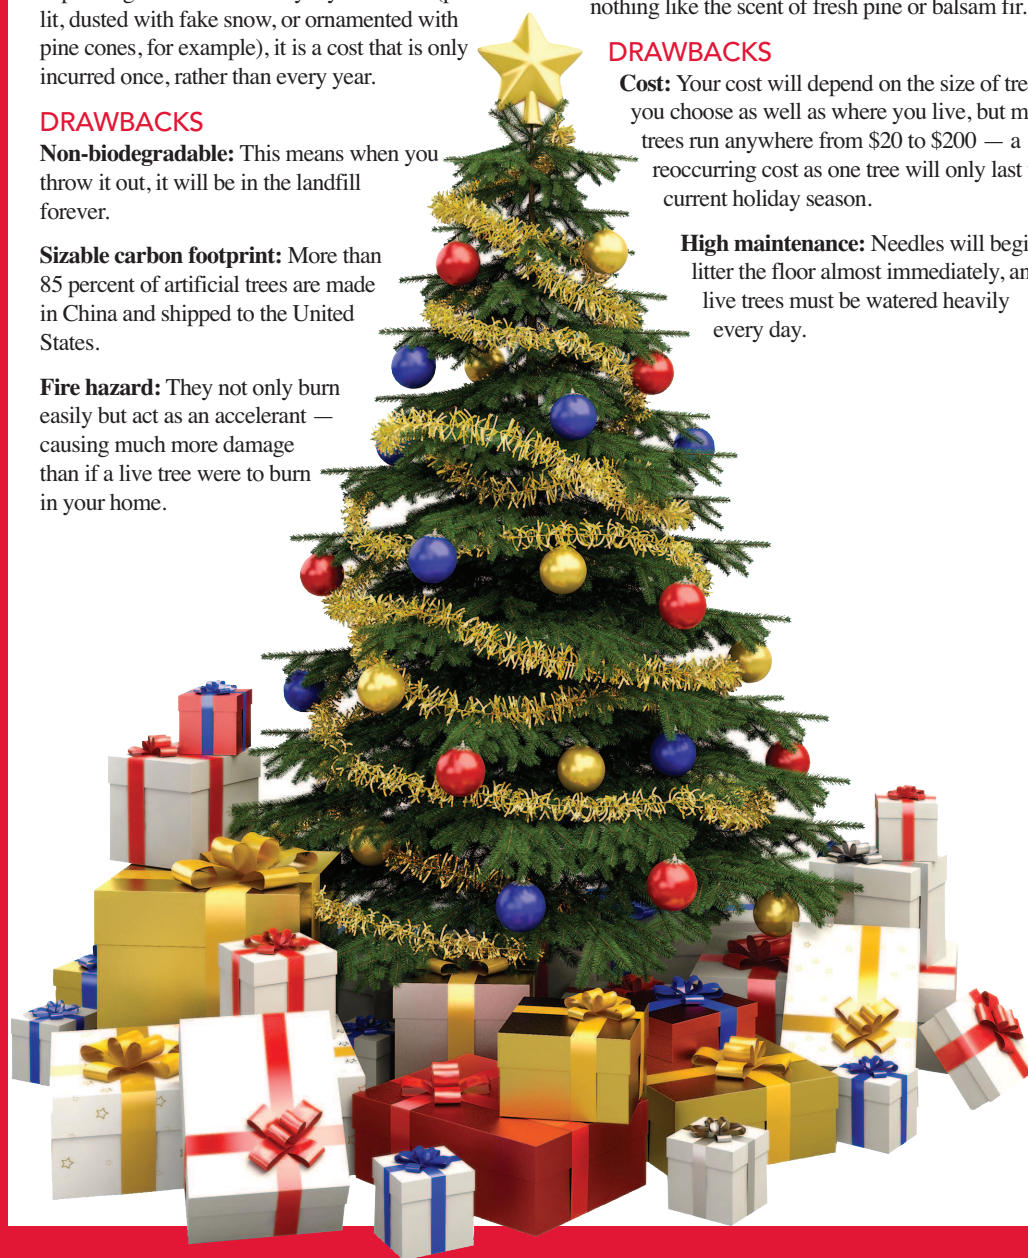 lit, dusted with fake snow, or ornamented with
pine cones, for example), it is a cost that is only
incurred once, rather than every year.
DRAWBACKS
Non-biodegradable: This means when you
throw it out, it will be in the landfill
forever.
Sizable carbon footprint: More than
85 percent of artificial trees are made
in China and shipped to the United
States.
Fire hazard: They not only burn
easily but act as an accelerant —
causing much more damage
than if a live tree were to burn
in your home.
nothing like the scent of fresh pine or balsam fir.
DRAWBACKS
Cost: Your cost will depend on the size of
you choose as well as where you live, but
trees run anywhere from $20 to $200 — a
reoccurring cost as one tree will only last
current holiday season.
High maintenance: Needles will
litter the floor almost immediately,
live trees must be watered heavily
every day.